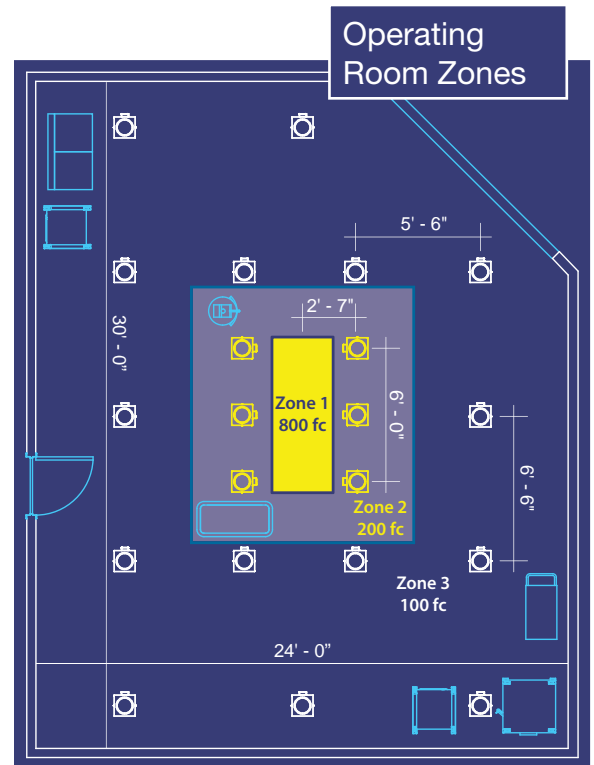 Operating
Room Zones
5' - 6"
2' - 7"
30' - 0"
Zone 1
800 fc
6' - 0"
6' - 6"
Zone 2
200 fc
Zone 3
100 fc
24' - 0”